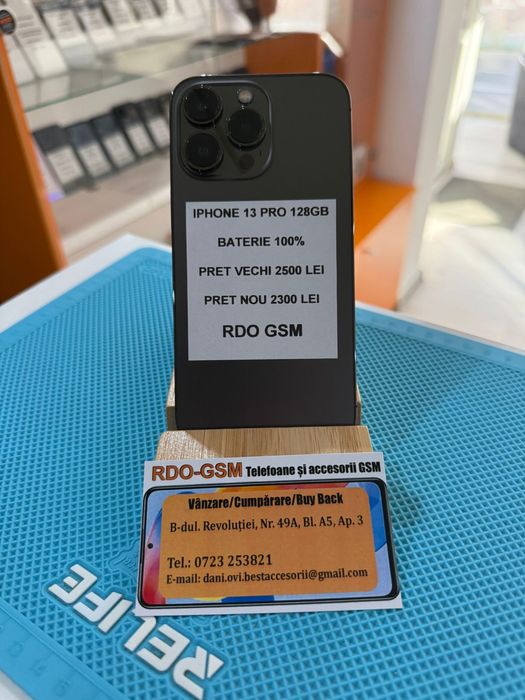 IPHONE 13 PRO 128GB
BATERIE 100%
PRET VECHI 2500 LEI
PRET NOU 2300 LEI
RDO GSM
RDO-GSM Telefoane și accesorii GSM
Vânzare/Cumpărare/Buy Back
B-dul. Revoluției, Nr. 49A, Bl. A5, Ap. 3
Tel.: 0723 253821
E-mail: dani.ovi.bestaccesorii@gmail.com
RELIFE